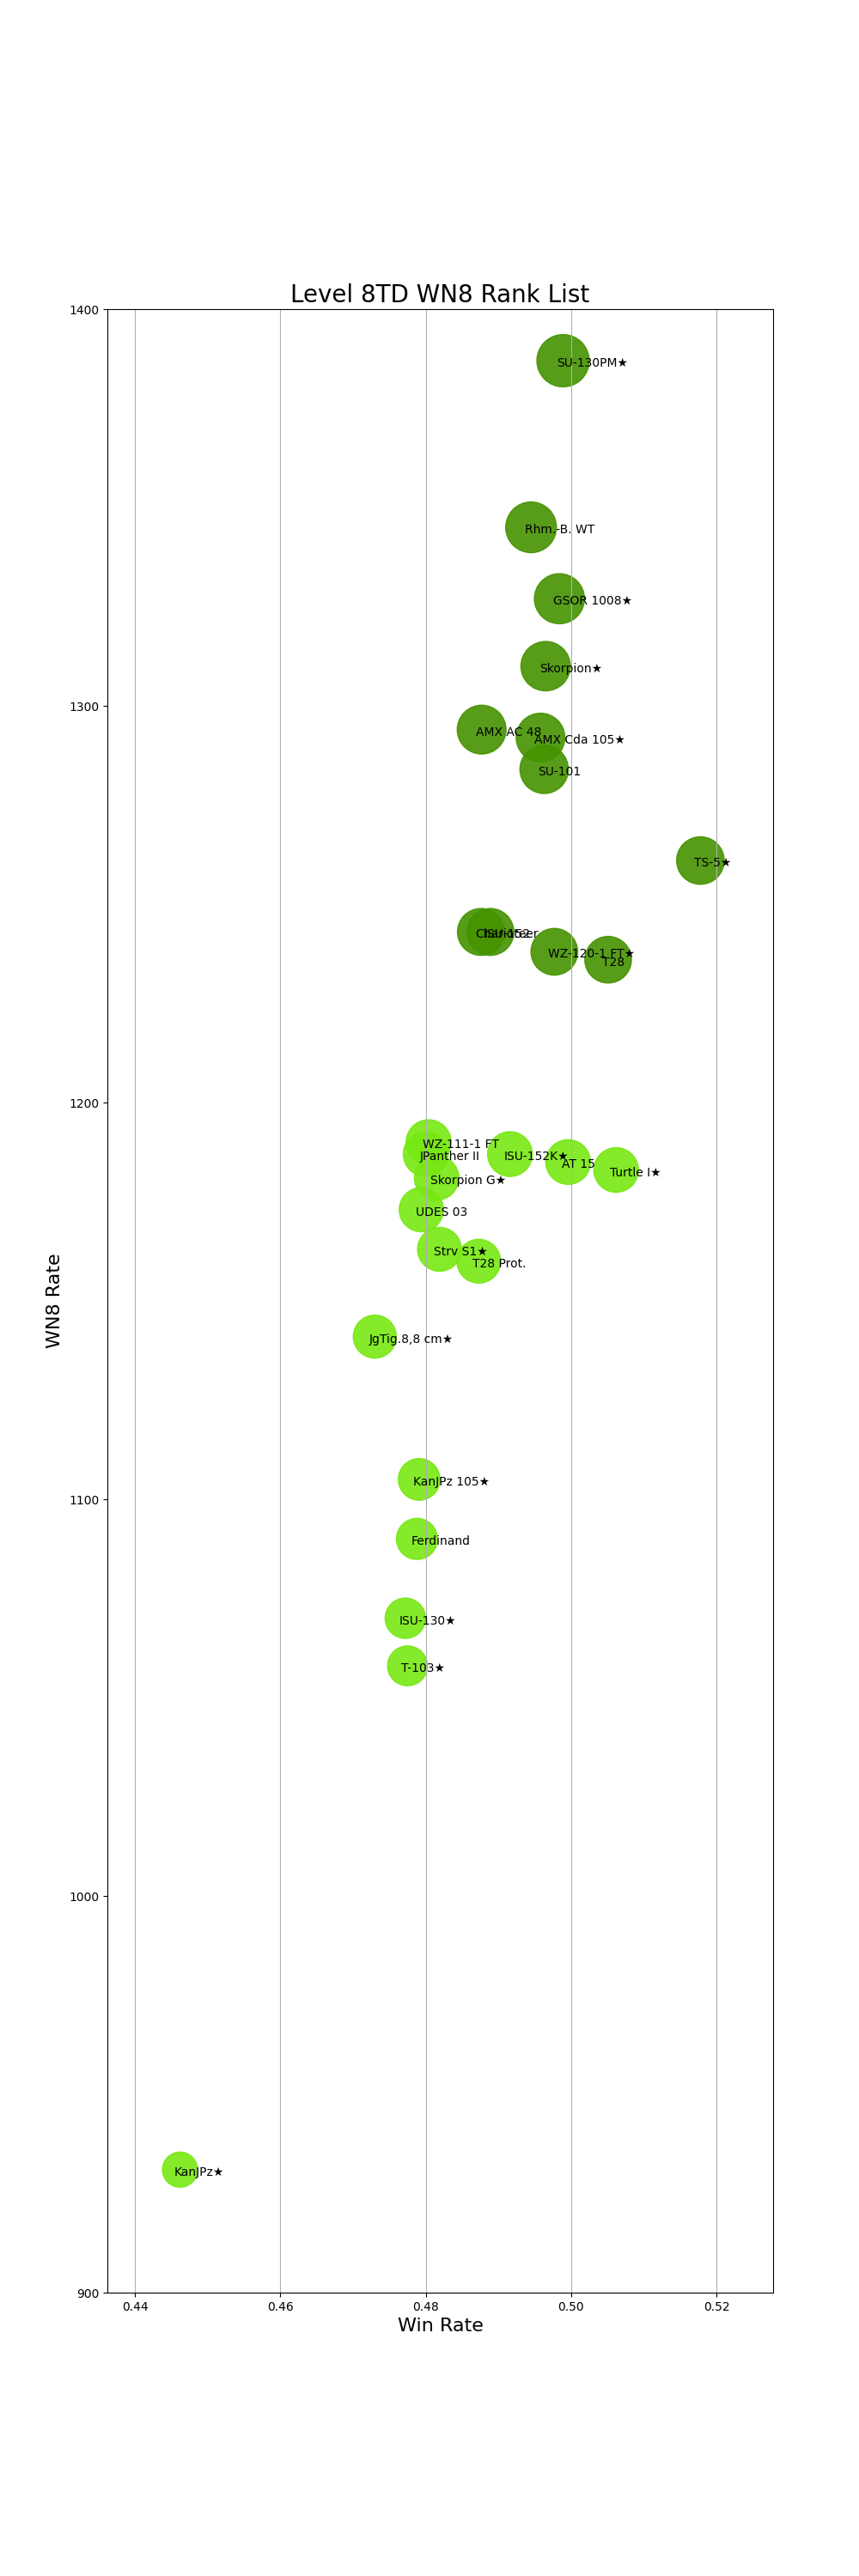 Level 8TD WN8 Rank List
1400
SU-130PM★
Rhm.-B. WT
GSOR 1008★
Skorpion★
1300
AMX AC 48
AMX Cda 105★
SU-101
TS-5★
Charioteer
ISU-152
WZ-120-1 FT★
T28
1200
WZ-111-1 FT
JPanther II
ISU-152K★
AT 15
Turtle I★
Skorpion G★
UDES 03
Strv S1★
T28 Prot.
WN8 Rate
JgTig.8,8 cm★
1100
KanJPz 105★
Ferdinand
ISU-130★
T-103★
1000
KanJPz★
900
0.44 0.46 0.48 0.50 0.52
Win Rate